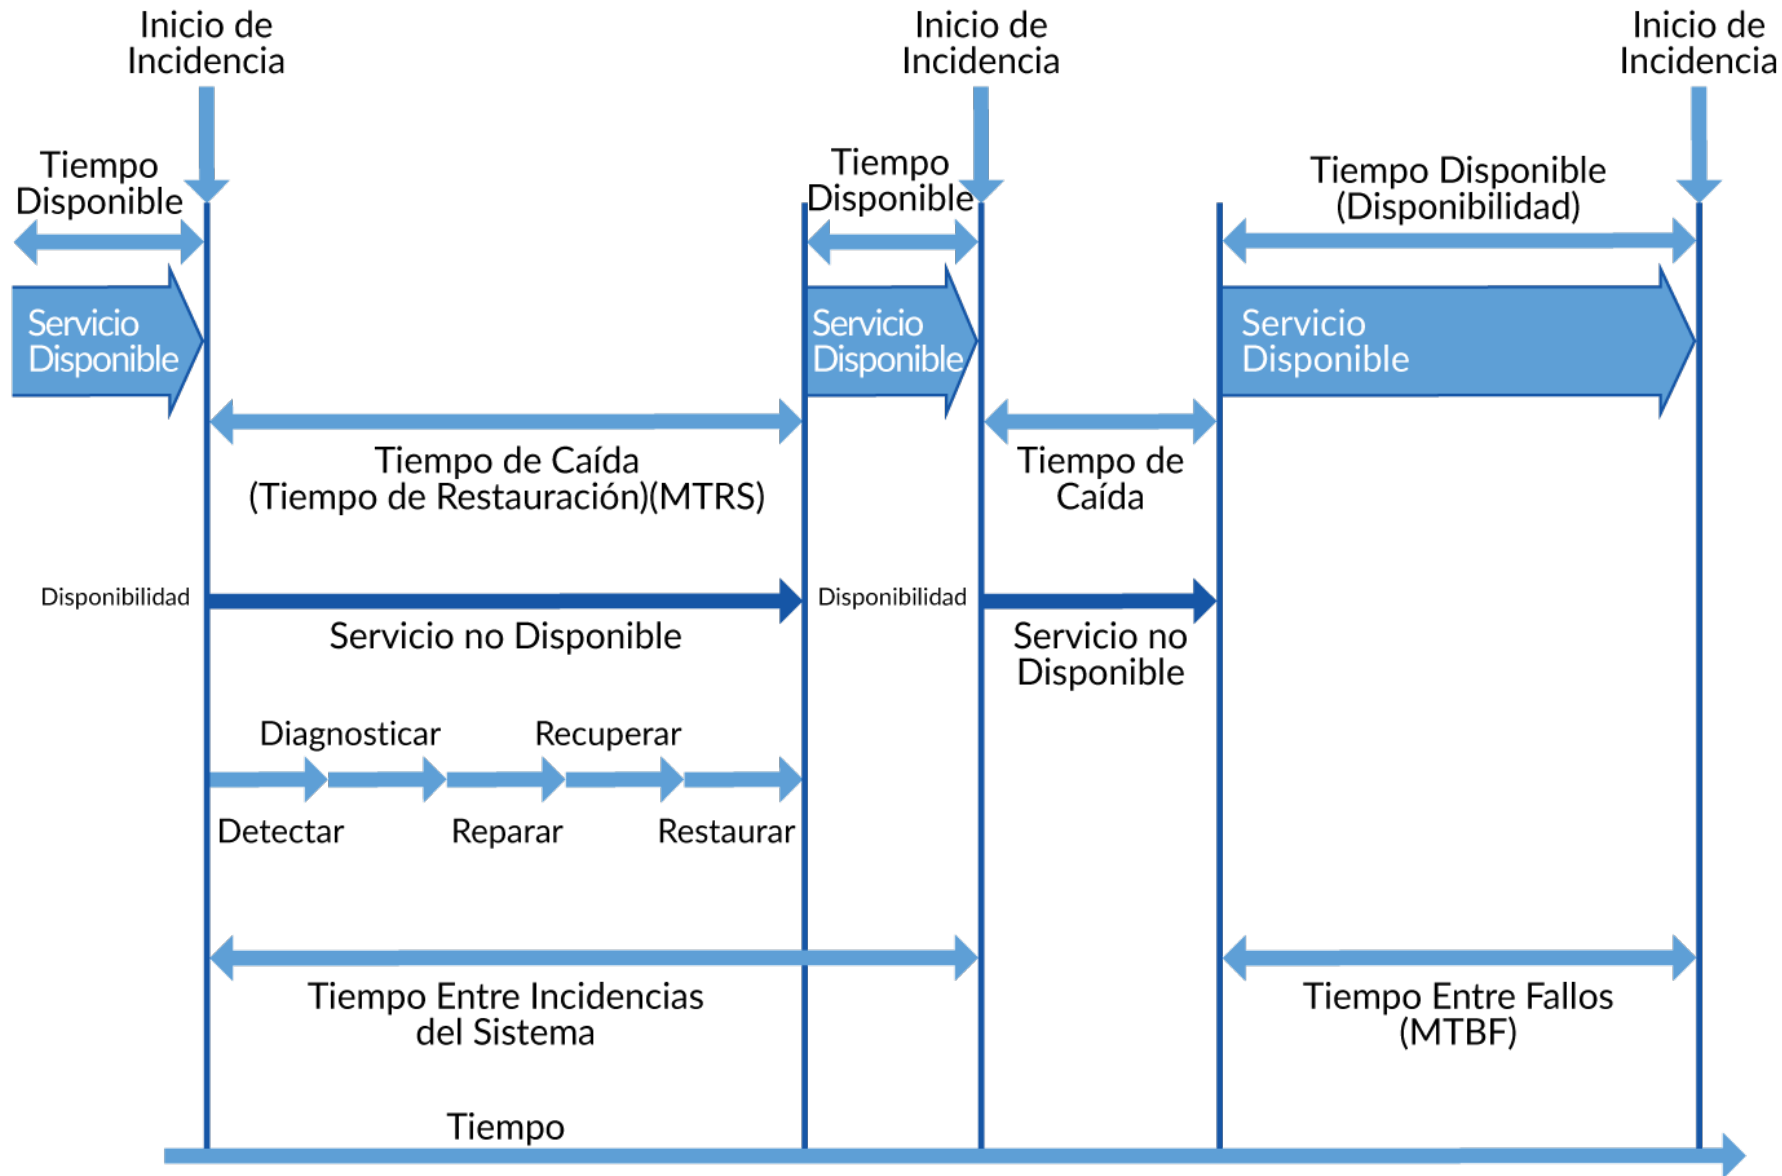 Inicio de
Incidencia
Inicio de
Incidencia
Inicio de
Incidencia
Tiempo
Disponible
Tiempo
Disponible
Tiempo Disponible
(Disponibilidad)
Servicio
Disponible
Servicio
Disponible
Servicio
Disponible
Tiempo de Caída
(Tiempo de Restauración)(MTRS)
Tiempo de
Caída
Disponibilidad
Servicio no Disponible
Disponibilidad
Servicio no
Disponible
Diagnosticar
Recuperar
Detectar
Reparar
Restaurar
Tiempo Entre Incidencias
del Sistema
Tiempo Entre Fallos
(MTBF)
Tiempo